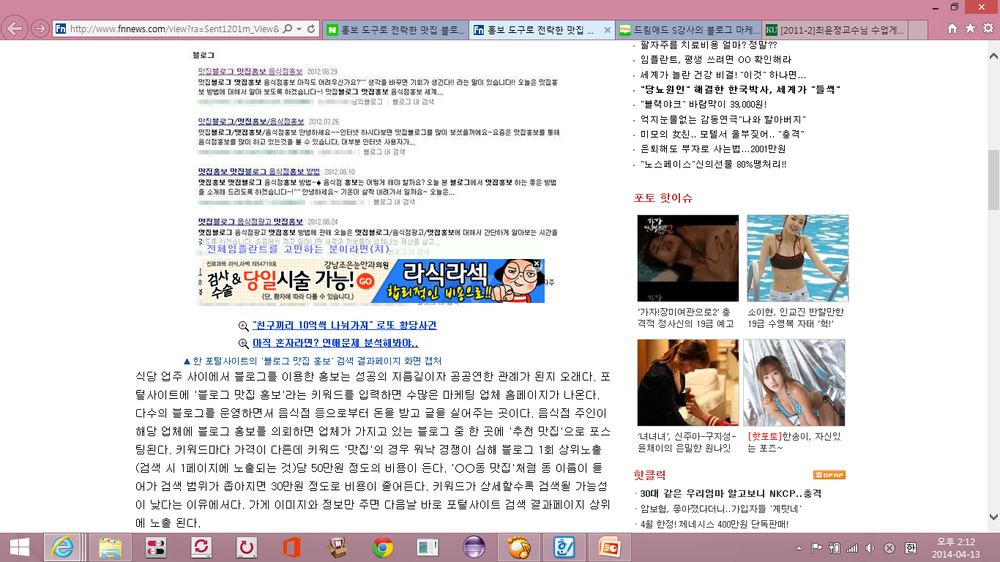 http://www.fnnews.com/view?ra=Sent1201m_View&
홍보 도구로 전락한 맛집 블로...
홍보 도구로 전락한 맛집 ...
드림애드 S강사의 블로그 마케...
[2011-2]최윤정교수님 수업게...
블로그
맛집블로그 맛집홍보 음식점홍보 2012.08.29
맛집블로그 맛집홍보 음식점홍보 아직도 어려우신가요?^^ 생각을 바꾸면 기회가 생긴다!! 라는 말이 있습니다!! 오늘은 맛집홍
보 방법에 대해서 알아 보도록 하겠습니다~! 맛집블로그 맛집홍보 음식점홍보 세계...
님의블로그 | 블로그 내 검색
맛집블로그/맛집홍보/음식점홍보 2012.07.26
맛집블로그/맛집홍보/음식점홍보 안녕하세요~~인터넷 하시다보면 맛집블로그를 많이 보셨을꺼에요~요즘은 맛집블로그를 통해
음식점홍보를 많이 하고 있는것을 볼 수 있습니다. 대부분 인터넷 사용자가...
블로그 내 검색
맛집홍보 맛집블로그 음식점홍보 방법 2012.08.10
맛집홍보 맛집블로그 음식점홍보 방법~♠ 음식점 홍보는 어떻게 해야 할까요? 오늘 본 블로그에서 맛집홍보 하는 좋은 방법
을 소개해 드리도록 하겠습니다~!^^ 안녕하세요~ 기온이 살짝 내려가서 일까요~ 오늘은...
블로그 내 검색
맛집블로그 음식점광고 맛집홍보 2012.08.24
맛집블로그 음식점광고 맛집홍보 방법에 관해 오늘은 맛집블로그/음식점광고/맛집홍보에 대해서 간단하게 알아보는 시간을
갖도록 하겠습니다. 요즘에는 자고 일어나면 새로운 정보들이 넘쳐나는 세상을 살고...
블로그 내 검색
전체임플란트를 고민하는 분이라면(치)
진료과목 라식,라섹 의54719호
강남조은눈안과의원
검사&수술 당일시술 가능! GO
(단, 환자에 따라 다를 수 있습니다.)
라식라섹
합리적인 비용으로!!
"친구끼리 10억씩 나눠가져" 로또 황당사건
아직 혼자라면? 연애문제 분석해봐야..
▲ 한 포털사이트의 '블로그 맛집 홍보' 검색 결과페이지 화면 캡처
식당 업주 사이에서 블로그를 이용한 홍보는 성공의 지름길이자 공공연한 관례가 된지 오래다. 포
털사이트에 '블로그 맛집 홍보'라는 키워드를 입력하면 수많은 마케팅 업체 홈페이지가 나온다.
다수의 블로그를 운영하면서 음식점 등으로부터 돈을 받고 글을 실어주는 곳이다. 음식점 주인이
해당 업체에 블로그 홍보를 의뢰하면 업체가 가지고 있는 블로그 중 한 곳에 '추천 맛집'으로 포스
팅된다. 키워드마다 가격이 다른데 키워드 '맛집'의 경우 워낙 경쟁이 심해 블로그 1회 상위노출
(검색 시 1페이지에 노출되는 것)당 50만원 정도의 비용이 든다. '○○동 맛집'처럼 동 이름이 들
어가 검색 범위가 좁아지면 30만원 정도로 비용이 줄어든다. 키워드가 상세할수록 검색될 가능성
이 낮다는 이유에서다. 가게 이미지와 정보만 주면 다음날 바로 포털사이트 검색 결과페이지 상위
에 노출 된다.
팔자주름 치료비용 얼마? 정말??
임플란트, 평생 쓰려면 OO 확인해라
세계가 놀란 건강 비결! "이것" 하나면...
"당뇨원인" 해결한 한국박사, 세계가 "들썩"
"블랙야크" 바람막이 39,000원!
억지눈물없는 감동연극"나와 할아버지"
미모의 女친.. 모텔서 울부짖어.. "충격"
은퇴해도 부자로 사는법...2001만원
"노스페이스"신의선물 80%땡처리!!
포토 핫이슈
'가자!장미여관으로2' 충
격적 정사신의 19금 예고
소이현, 인교진 반할만한
19금 수영복 자태 '헉!'
'녀녀녀', 신주아-구지성-
윤채이의 은밀한 원나잇
[핫포토]한송이, 자신있
는 포즈~
핫클릭
POPAP
30대 같은 우리엄마 알고보니 NKCP..충격
암보험, 좋아졌다더니..가입자들 '계탓네'
4월 한정! 제네시스 400만원 단독판매!
한
오후 2:12
2014-04-13